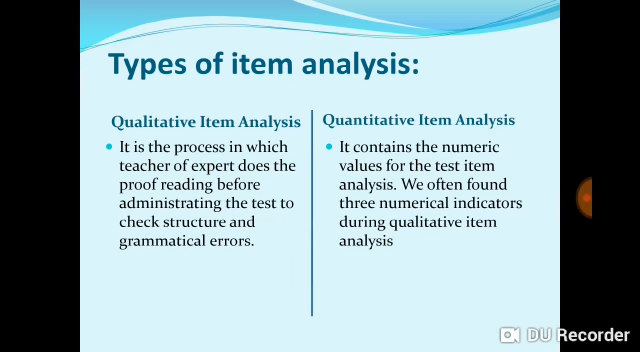 Types of item analysis:
Qualitative Item Analysis
It is the process in which
teacher of expert does the
proof reading before
administrating the test to
check structure and
grammatical errors.
Quantitative Item Analysis
It contains the numeric
values for the test item
analysis. We often found
three numerical indicators
during qualitative item
analysis
DU Recorder